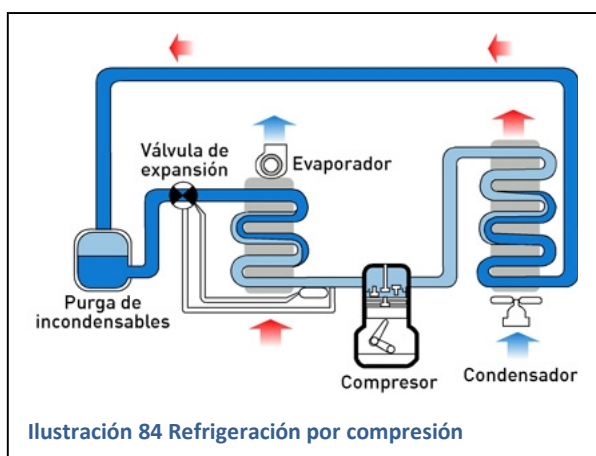 Válvula de
expansión
Evaporador
Purga de
incondensables
Compresor
Condensador
Ilustración 84 Refrigeración por compresión